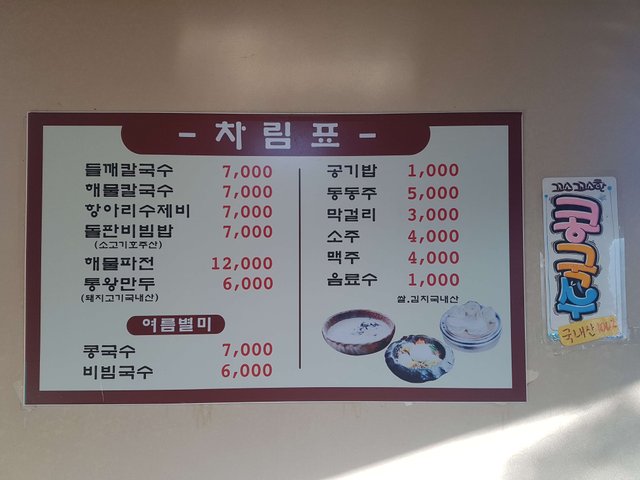 - 차 림 표 -
들깨칼국수 7,000
해물칼국수 7,000
항아리수제비 7,000
돌판비빔밥 7,000
(소고기호주산)
해물파전 12,000
통왕만두 6,000
(돼지고기국내산)
여름별미
콩국수 7,000
비빔국수 6,000
공기밥 1,000
동동주 5,000
막걸리 3,000
소주 4,000
맥주 4,000
음료수 1,000
쌀.김치국내산
꼬소꼬소한
콩국수
국내산100%